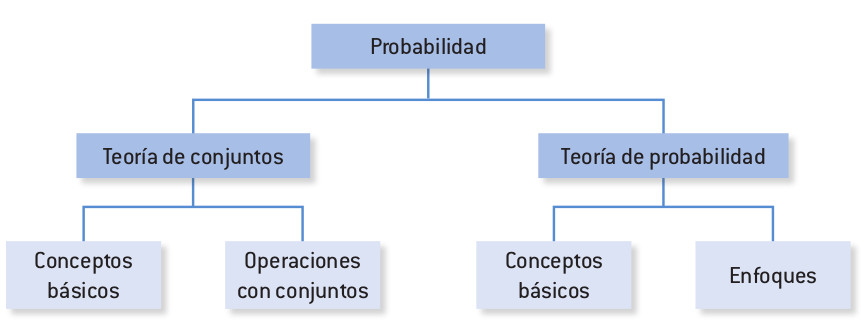 Probabilidad
Teoría de conjuntos
Teoría de probabilidad
Conceptos
básicos
Operaciones
con conjuntos
Conceptos
básicos
Enfoques